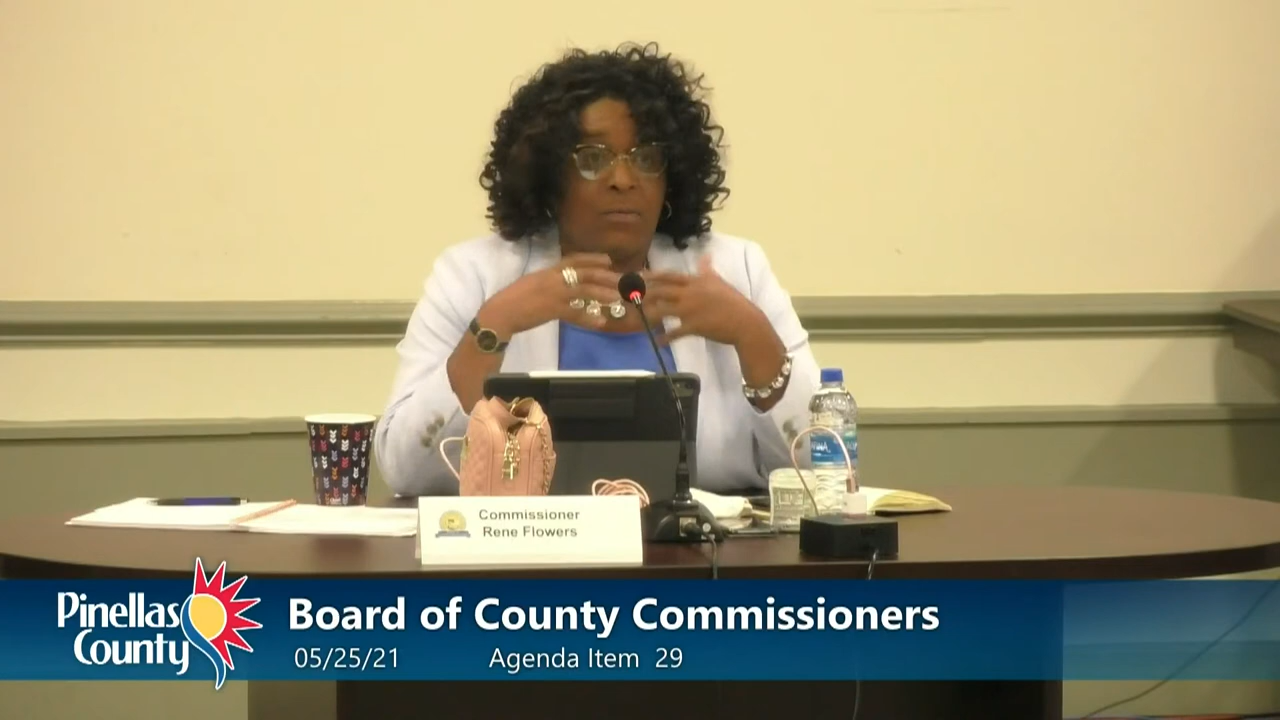 Commissioner
Rene Flowers
Pinellas
County
Board of County Commissioners
05/25/21 Agenda Item 29